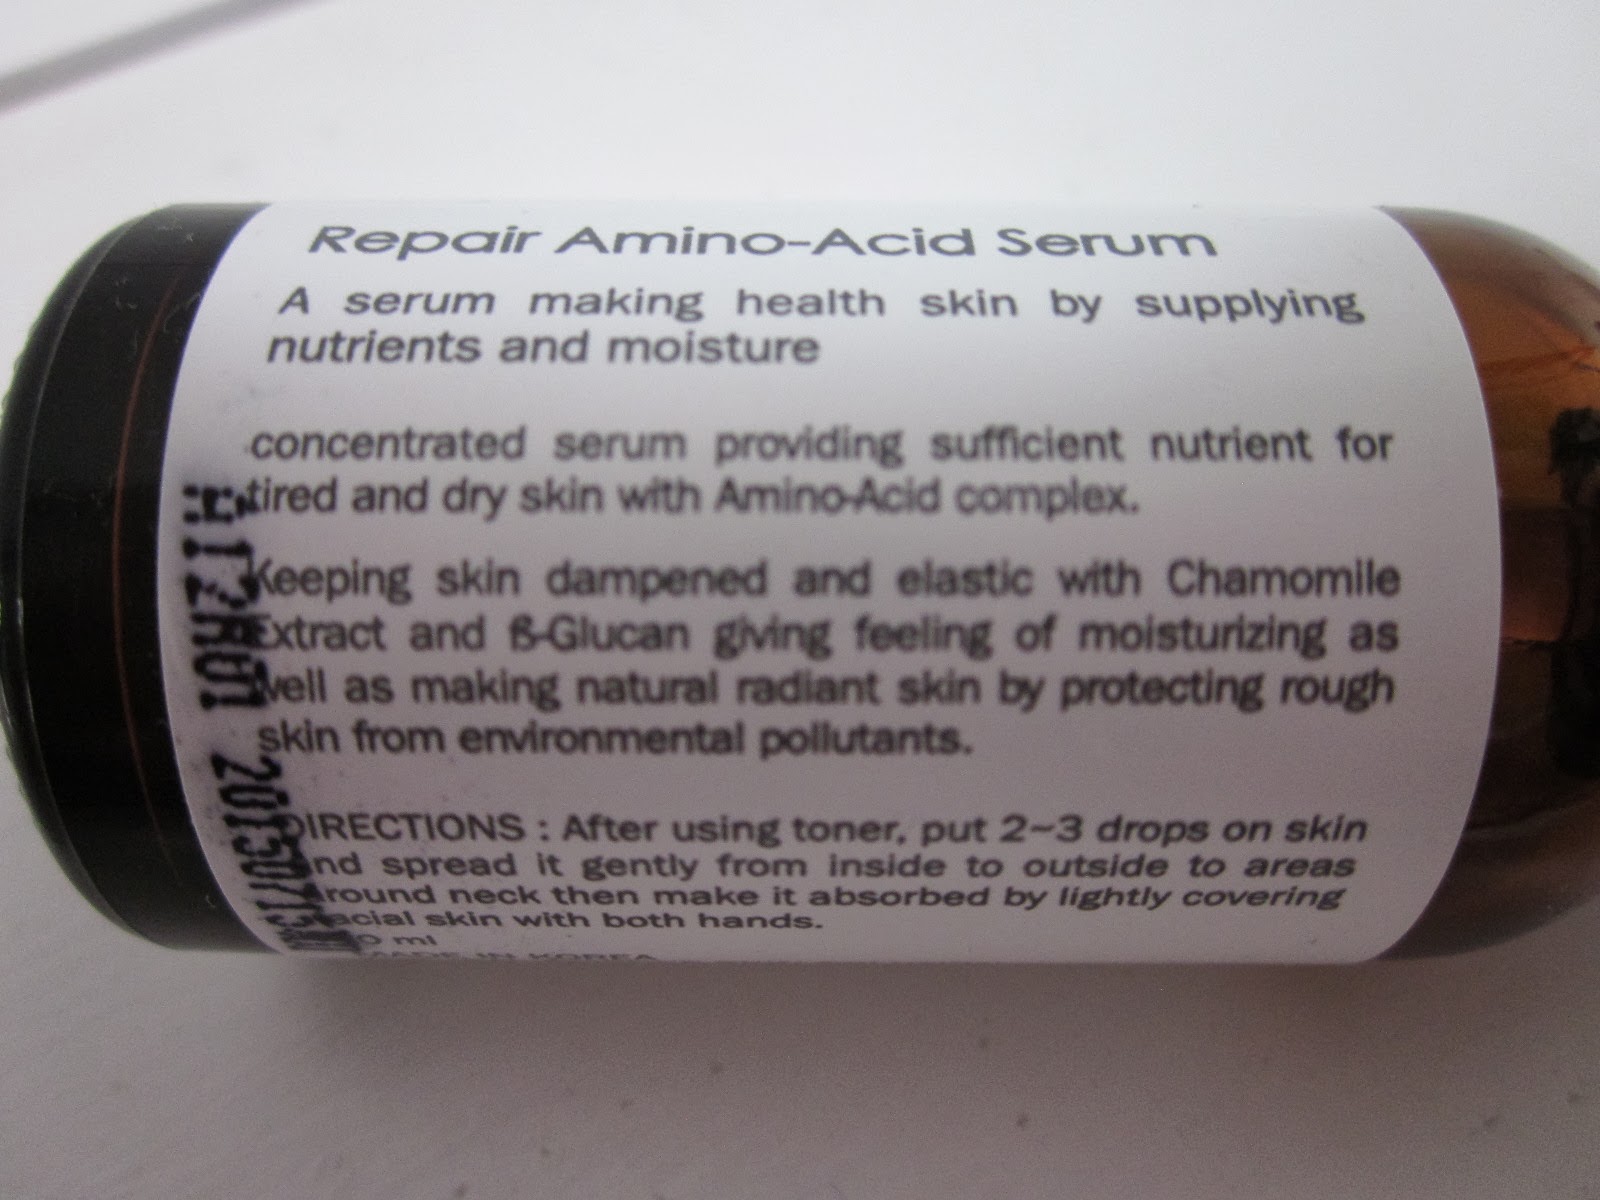 Repair Amino-Acid Serum
A serum making health skin by supplying
nutrients and moisture
concentrated serum providing sufficient nutrient for
tired and dry skin with Amino-Acid complex.
Keeping skin dampened and elastic with Chamomile
Extract and ß-Glucan giving feeling of moisturizing as
well as making natural radiant skin by protecting rough
skin from environmental pollutants.
DIRECTIONS : After using toner, put 2~3 drops on skin
and spread it gently from inside to outside to areas
around neck then make it absorbed by lightly covering
facial skin with both hands.
ml
MADE IN KOREA